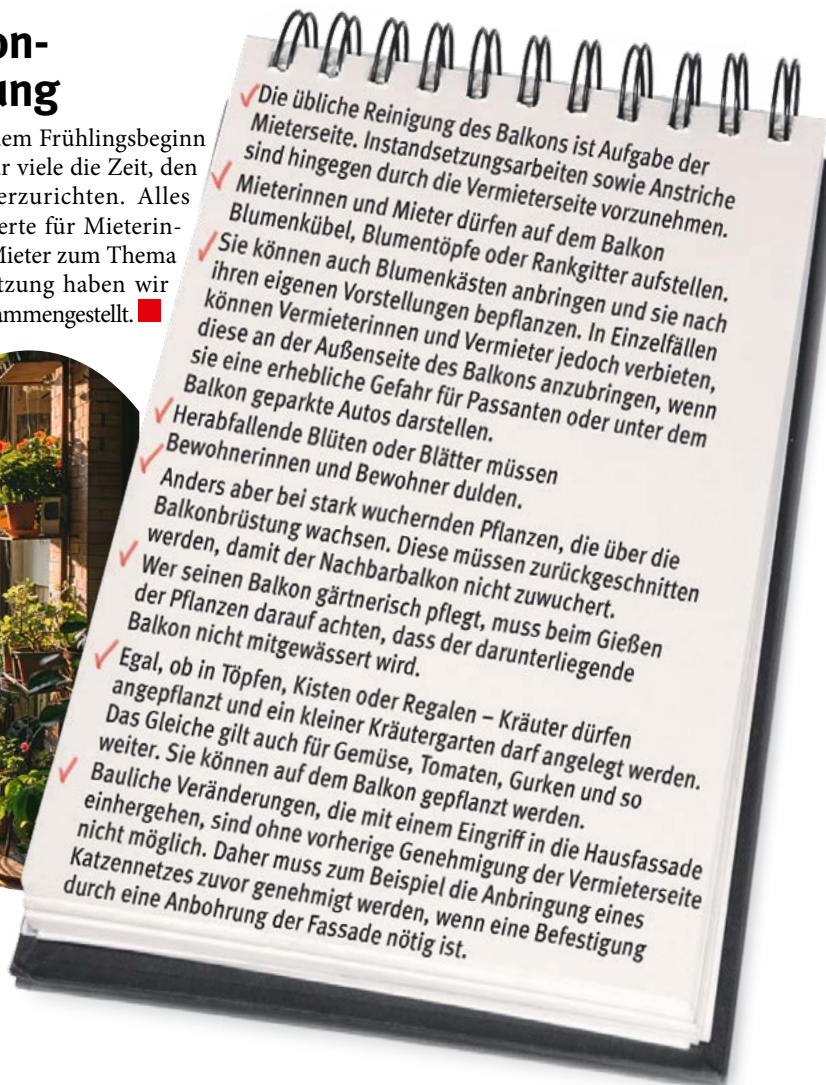 on-
ung
em Frühlingsbeginn
r viele die Zeit, den
erzurichten. Alles
erte für Mieterin-
Mieter zum Thema
tzung haben wir
ammengestellt.
Die übliche Reinigung des Balkons ist Aufgabe der
Mieterseite. Instandsetzungsarbeiten sowie Anstriche
sind hingegen durch die Vermieterseite vorzunehmen.
Mieterinnen und Mieter dürfen auf dem Balkon
Blumenkübel, Blumentöpfe oder Rankgitter aufstellen.
Sie können auch Blumenkästen anbringen und sie nach
ihren eigenen Vorstellungen bepflanzen. In Einzelfällen
können Vermieterinnen und Vermieter jedoch verbieten,
diese an der Außenseite des Balkons anzubringen, wenn
sie eine erhebliche Gefahr für Passanten oder unter dem
Balkon geparkte Autos darstellen.
Herabfallende Blüten oder Blätter müssen
Bewohnerinnen und Bewohner dulden.
Anders aber bei stark wuchernden Pflanzen, die über die
Balkonbrüstung wachsen. Diese müssen zurückgeschnitten
werden, damit der Nachbarbalkon nicht zuwuchert.
Wer seinen Balkon gärtnerisch pflegt, muss beim Gießen
der Pflanzen darauf achten, dass der darunterliegende
Balkon nicht mitgewässert wird.
Egal, ob in Töpfen, Kisten oder Regalen – Kräuter dürfen
angepflanzt und ein kleiner Kräutergarten darf angelegt werden.
Das Gleiche gilt auch für Gemüse, Tomaten, Gurken und so
weiter. Sie können auf dem Balkon gepflanzt werden.
Bauliche Veränderungen, die mit einem Eingriff in die Hausfassade
einhergehen, sind ohne vorherige Genehmigung der Vermieterseite
nicht möglich. Daher muss zum Beispiel die Anbringung eines
Katzennetzes zuvor genehmigt werden, wenn eine Befestigung
durch eine Anbohrung der Fassade nötig ist.